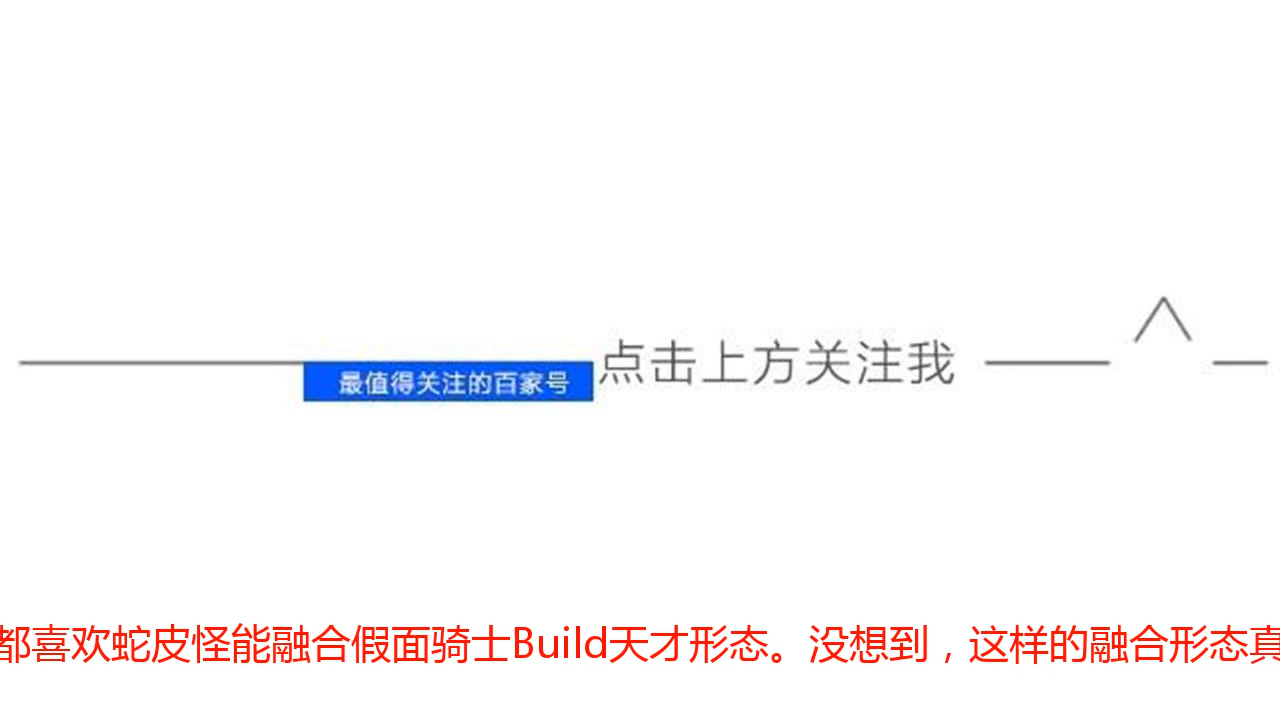 点击上方关注我
最值得关注的百家号
都喜欢蛇皮怪能融合假面骑士Build天才形态。没想到，这样的融合形态真